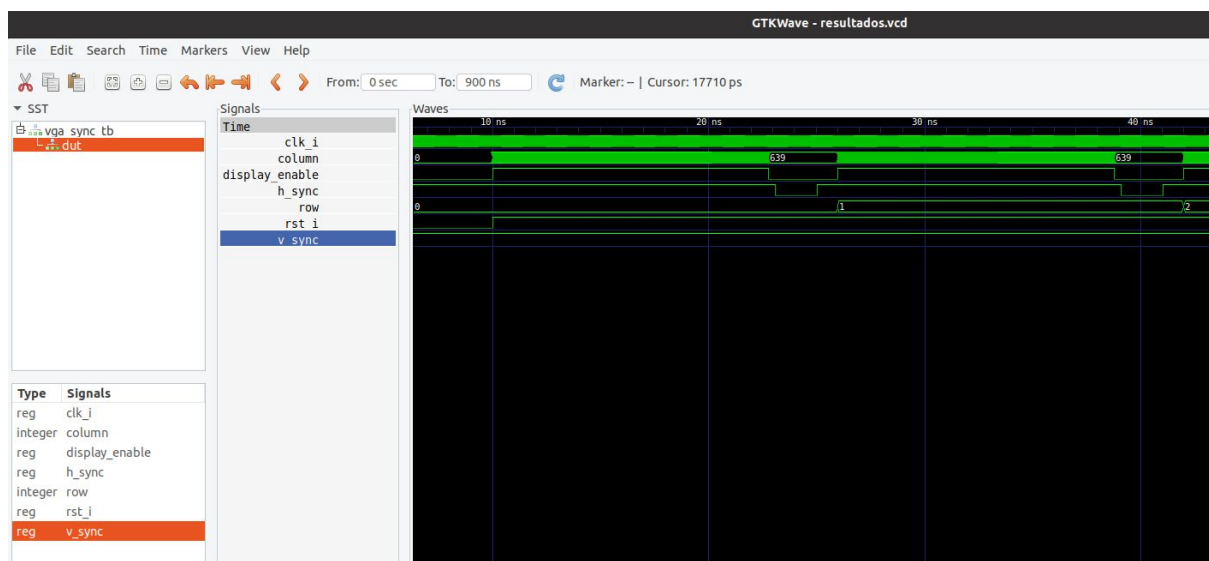 GTKWave - resultados.vcd
File Edit Search Time Markers View Help
From: 0 sec To: 900 ns Marker: -- | Cursor: 17710 ps
SST
vga_sync_tb
dut
Signals
Time
clk_i
column
display_enable
h_sync
row
rst_i
v_sync
Waves
10 ns 20 ns 30 ns 40 ns
0 639 639
0 1 2
Type Signals
reg clk_i
integer column
reg display_enable
reg h_sync
integer row
reg rst_i
reg v_sync